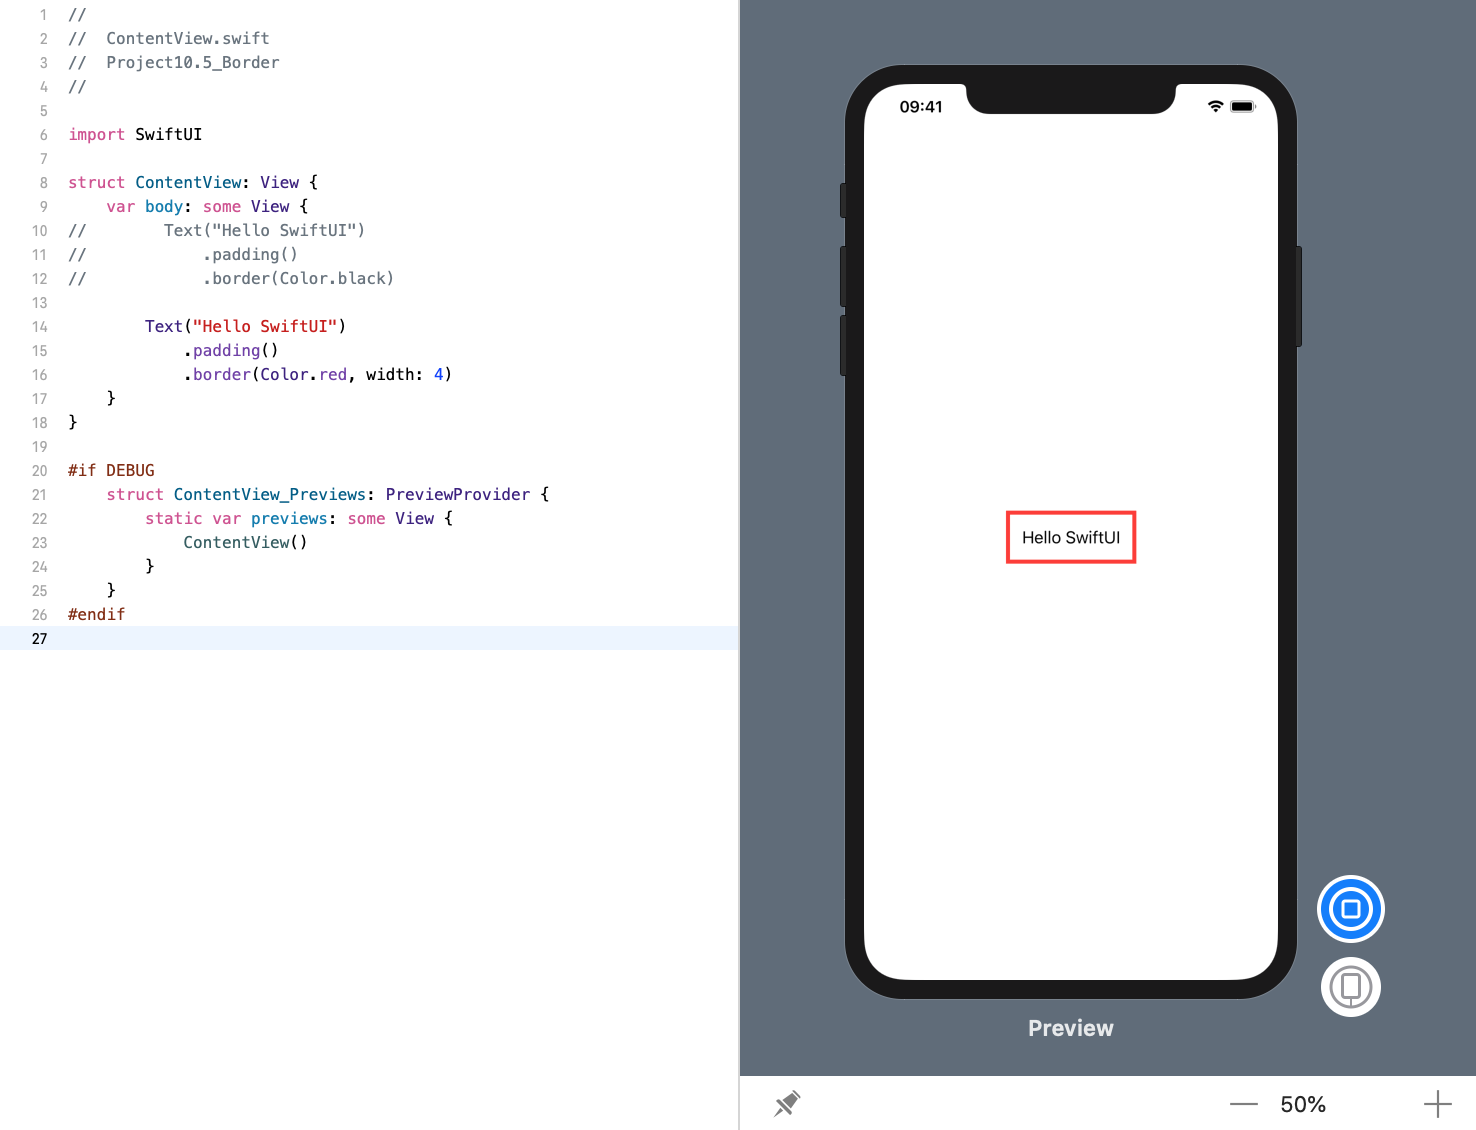 1 //
2 //  ContentView.swift
3 //  Project10.5_Border
4 //
5
6 import SwiftUI
7
8 struct ContentView: View {
9     var body: some View {
10 //        Text("Hello SwiftUI")
11 //            .padding()
12 //            .border(Color.black)
13
14         Text("Hello SwiftUI")
15             .padding()
16             .border(Color.red, width: 4)
17     }
18 }
19
20 #if DEBUG
21     struct ContentView_Previews: PreviewProvider {
22         static var previews: some View {
23             ContentView()
24         }
25     }
26 #endif
27
09:41
Hello SwiftUI
Preview
50%